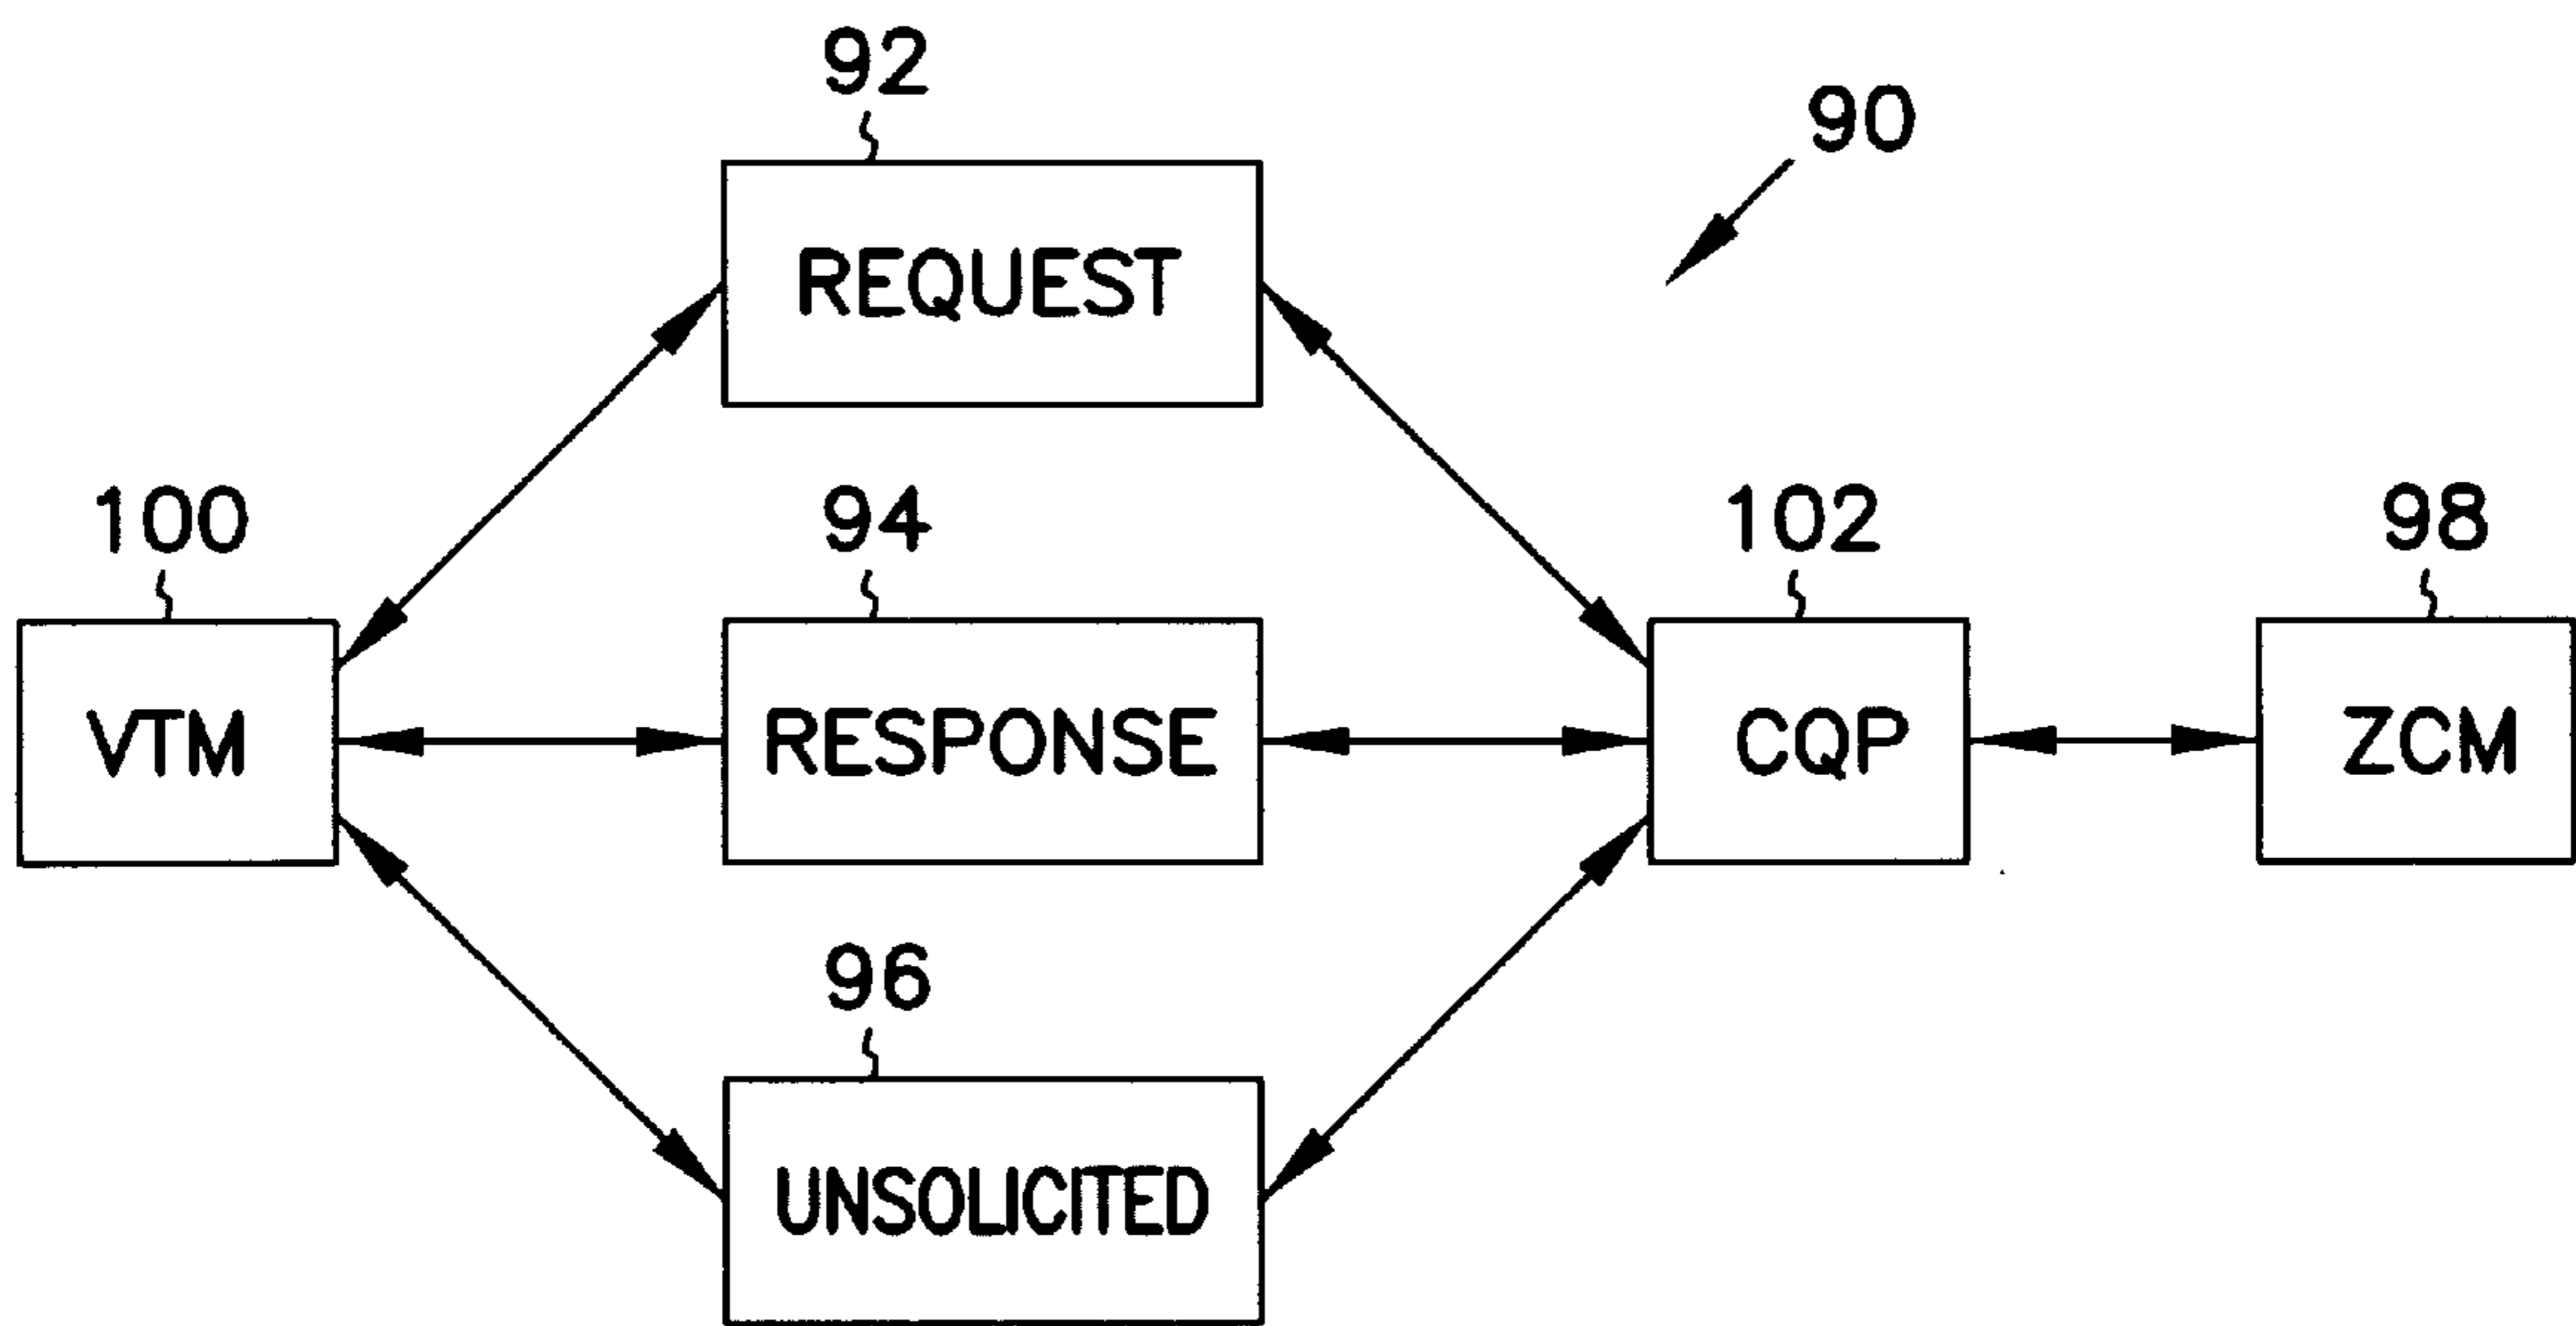 92
90
REQUEST
100
94
102
98
VTM
RESPONSE
CQP
ZCM
96
UNSOLICITED